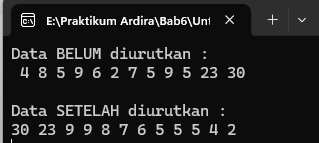 E:\Praktikum Ardira\Bab6\Unt
Data BELUM diurutkan :
4 8 5 9 6 2 7 5 9 5 23 30
Data SETELAH diurutkan :
30 23 9 9 8 7 6 5 5 5 4 2